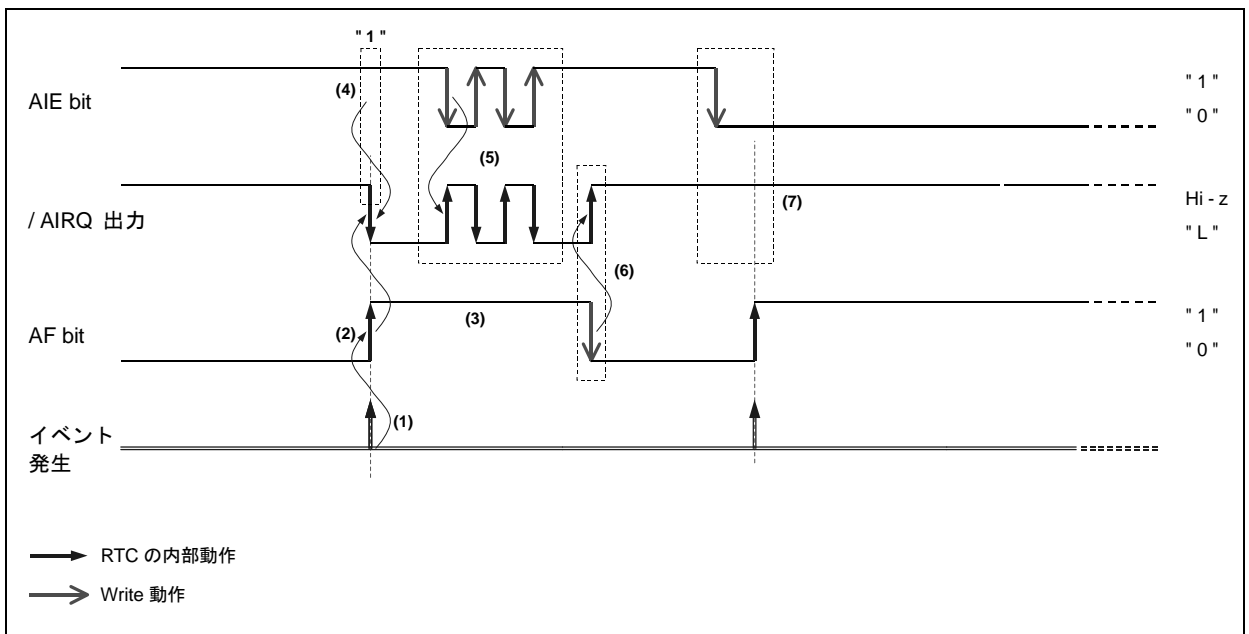 " 1 "
AIE bit
(4)
" 1 "
" 0 "
(5)
/ AIRQ 出力
(7)
Hi - z
" L "
(6)
AF bit
(2)
(3)
" 1 "
" 0 "
(1)
イベント
発生
RTC の内部動作
Write 動作